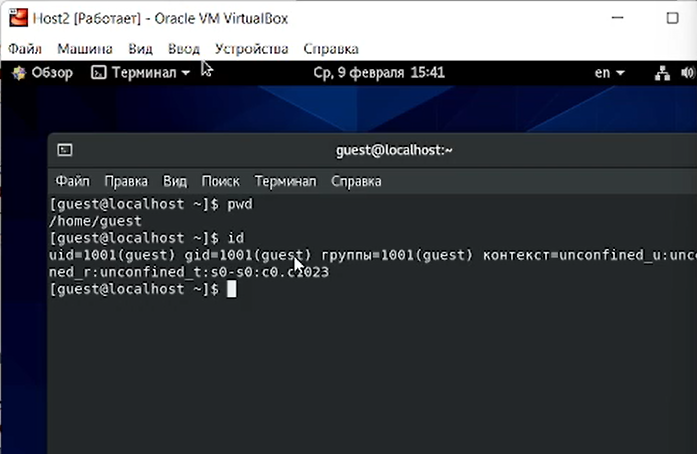 Host2 [Работает] - Oracle VM VirtualBox
Файл Машина Вид Ввод Устройства Справка
Обзор Терминал Ср, 9 февраля 15:41 en
guest@localhost:~
Файл Правка Вид Поиск Терминал Справка
[guest@localhost ~]$ pwd
/home/guest
[guest@localhost ~]$ id
uid=1001(guest) gid=1001(guest) группы=1001(guest) контекст=unconfined_u:unco
ned_r:unconfined_t:s0-s0:c0.c1023
[guest@localhost ~]$